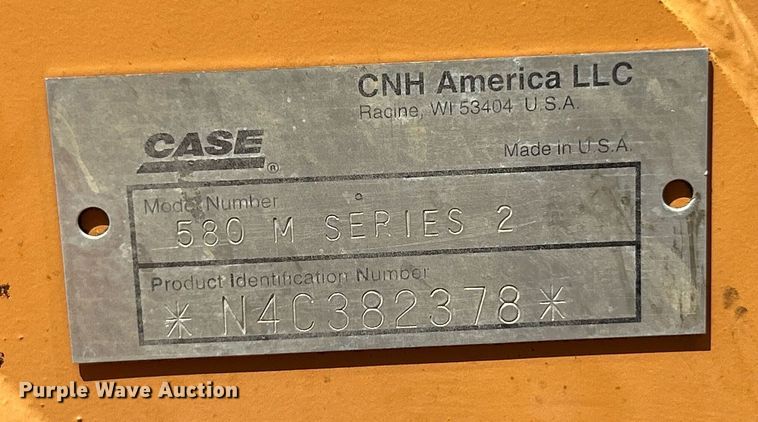 CNH America LLC
Racine, WI 53404 U.S.A.
CASE®
Made in U.S.A.
Model Number
580 M SERIES 2
Product Identification Number
*N4C382378*
Purple Wave Auction